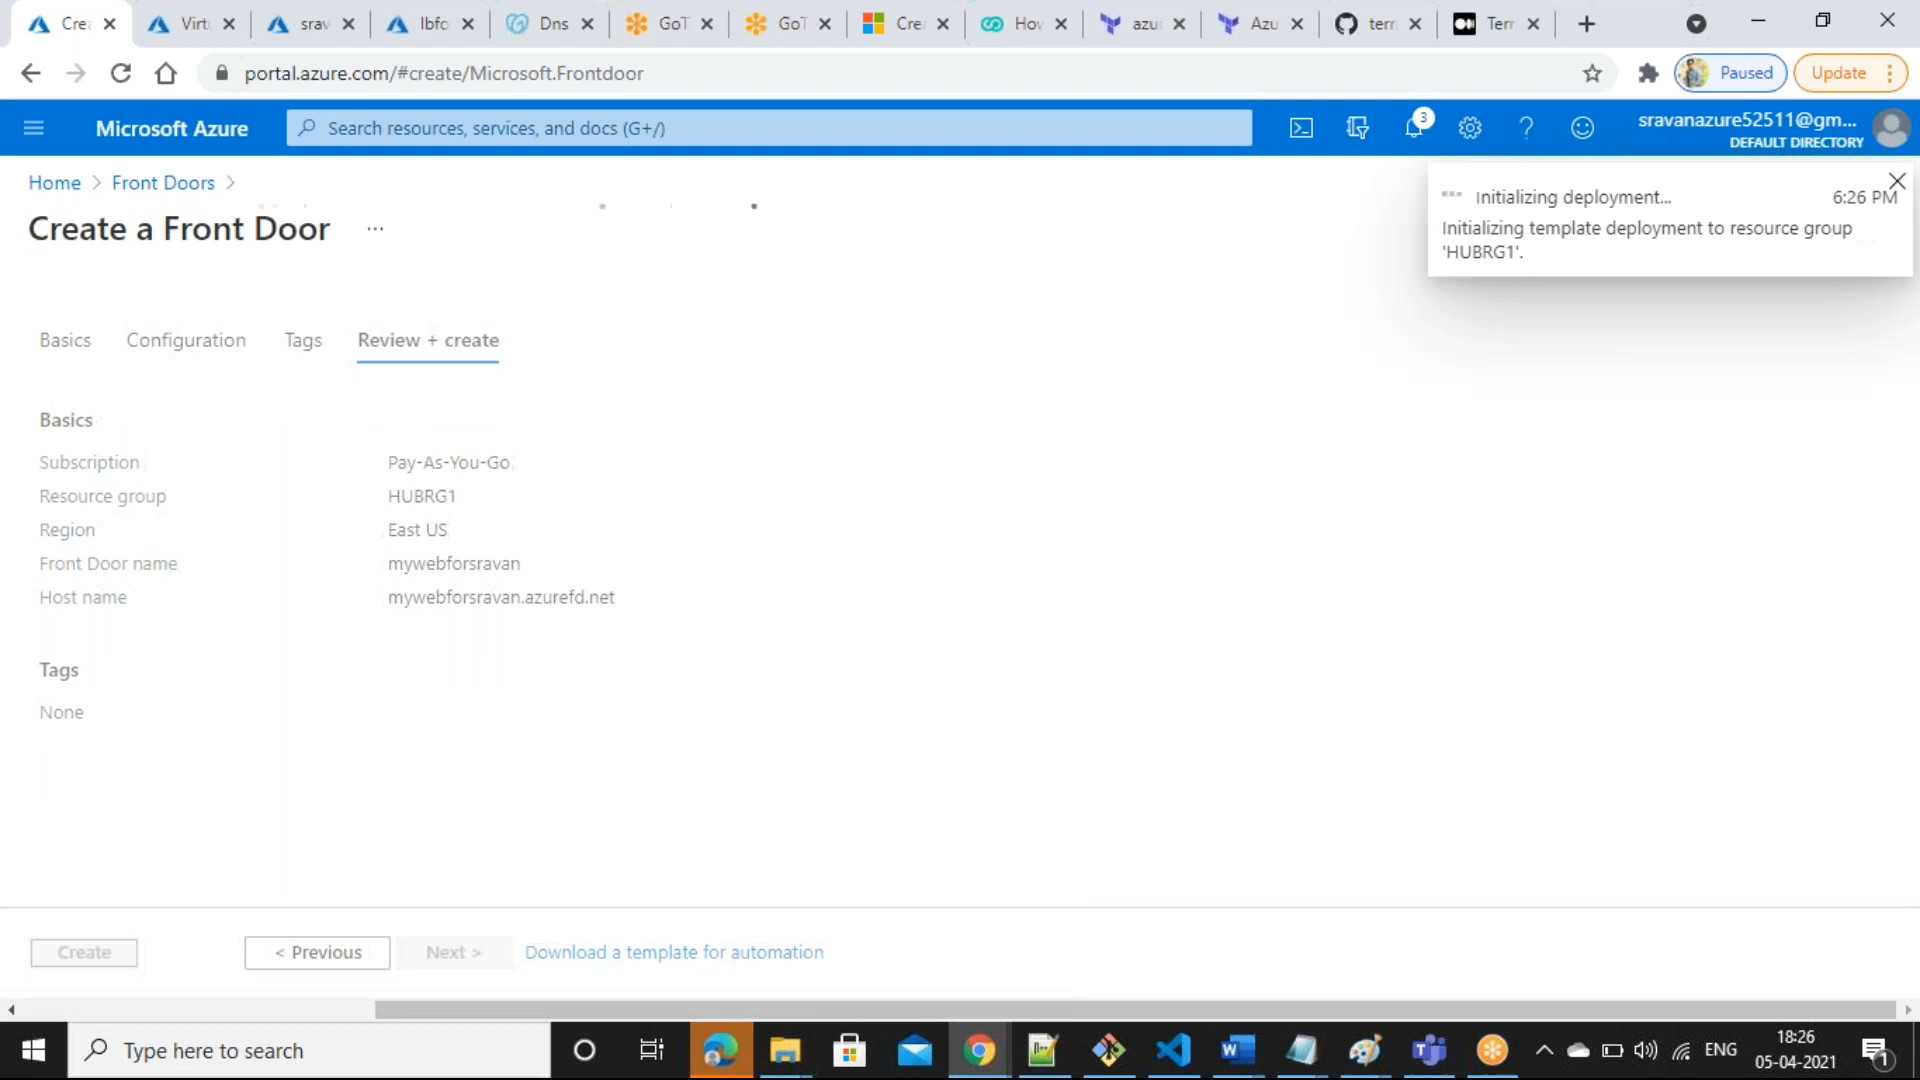 Cre
Virt
srav
lbfo
Dns
GoT
GoT
Cre
How
azu
Azu
terr
Terr
portal.azure.com/#create/Microsoft.Frontdoor
Paused
Update
Microsoft Azure
Search resources, services, and docs (G+/)
3
sravanazure52511@gm...
DEFAULT DIRECTORY
Home > Front Doors >
Create a Front Door ...
Initializing deployment... 6:26 PM
Initializing template deployment to resource group
'HUBRG1'.
Basics Configuration Tags Review + create
Basics
Subscription Pay-As-You-Go
Resource group HUBRG1
Region East US
Front Door name mywebforsravan
Host name mywebforsravan.azurefd.net
Tags
None
Create < Previous Next > Download a template for automation
Type here to search
ENG
18:26
05-04-2021
1